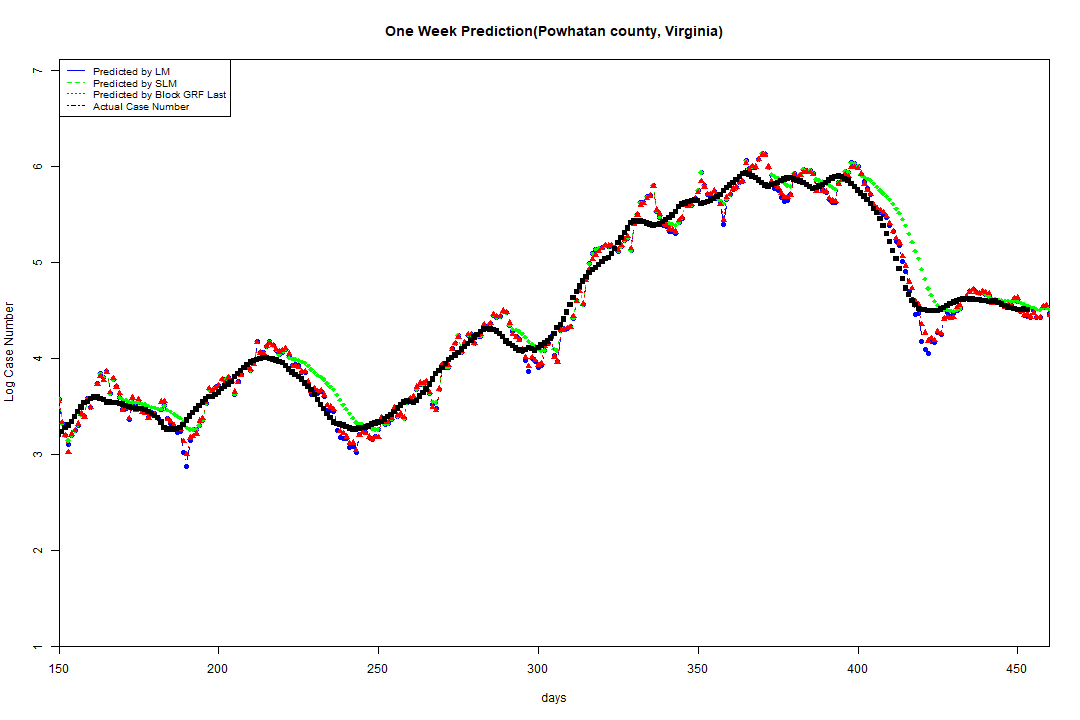 One Week Prediction(Powhatan county, Virginia)
Predicted by LM
Predicted by SLM
Predicted by Block GRF Last
Actual Case Number
7
6
5
4
3
2
1
Log Case Number
150 200 250 300 350 400 450
days